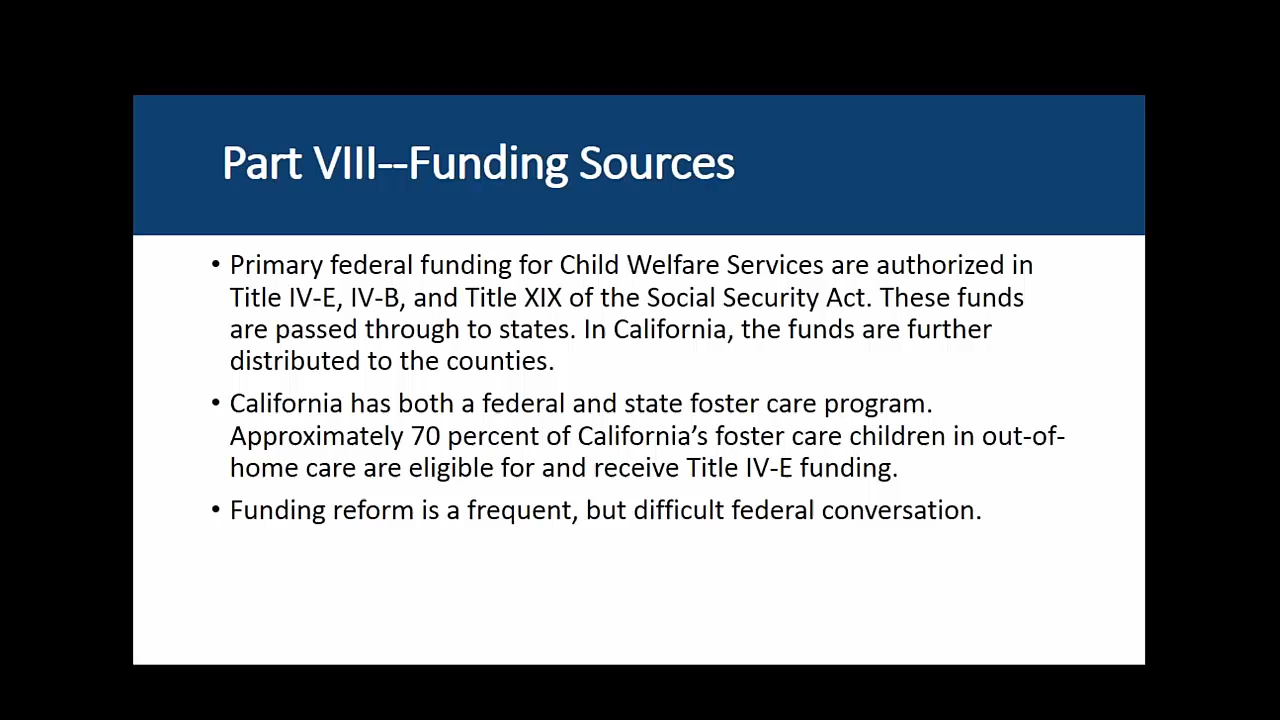 Part VIII--Funding Sources
• Primary federal funding for Child Welfare Services are authorized in
Title IV-E, IV-B, and Title XIX of the Social Security Act. These funds
are passed through to states. In California, the funds are further
distributed to the counties.
• California has both a federal and state foster care program.
Approximately 70 percent of California’s foster care children in out-of-
home care are eligible for and receive Title IV-E funding.
• Funding reform is a frequent, but difficult federal conversation.